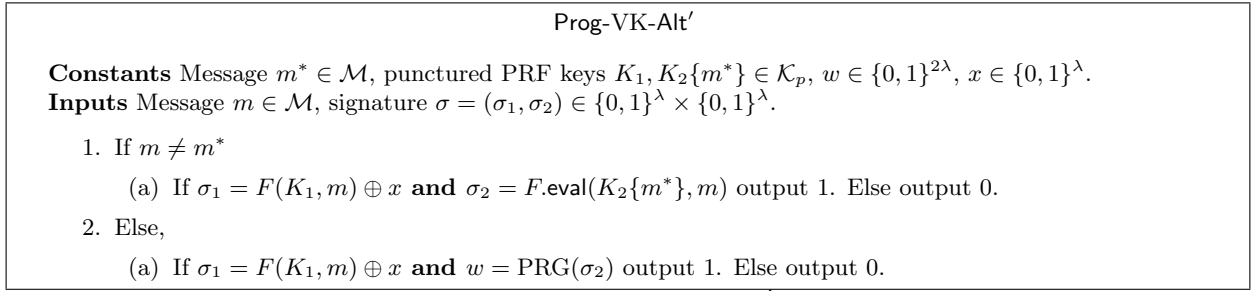 Prog-VK-Alt′
Constants Message m* ∈ M, punctured PRF keys K₁, K₂{m*} ∈ 𝒦ₚ, w ∈ {0, 1}^{2λ}, x ∈ {0, 1}^λ.
Inputs Message m ∈ M, signature σ = (σ₁, σ₂) ∈ {0, 1}^λ × {0, 1}^λ.
1. If m ≠ m*
(a) If σ₁ = F(K₁, m) ⊕ x and σ₂ = F.eval(K₂{m*}, m) output 1. Else output 0.
2. Else,
(a) If σ₁ = F(K₁, m) ⊕ x and w = PRG(σ₂) output 1. Else output 0.